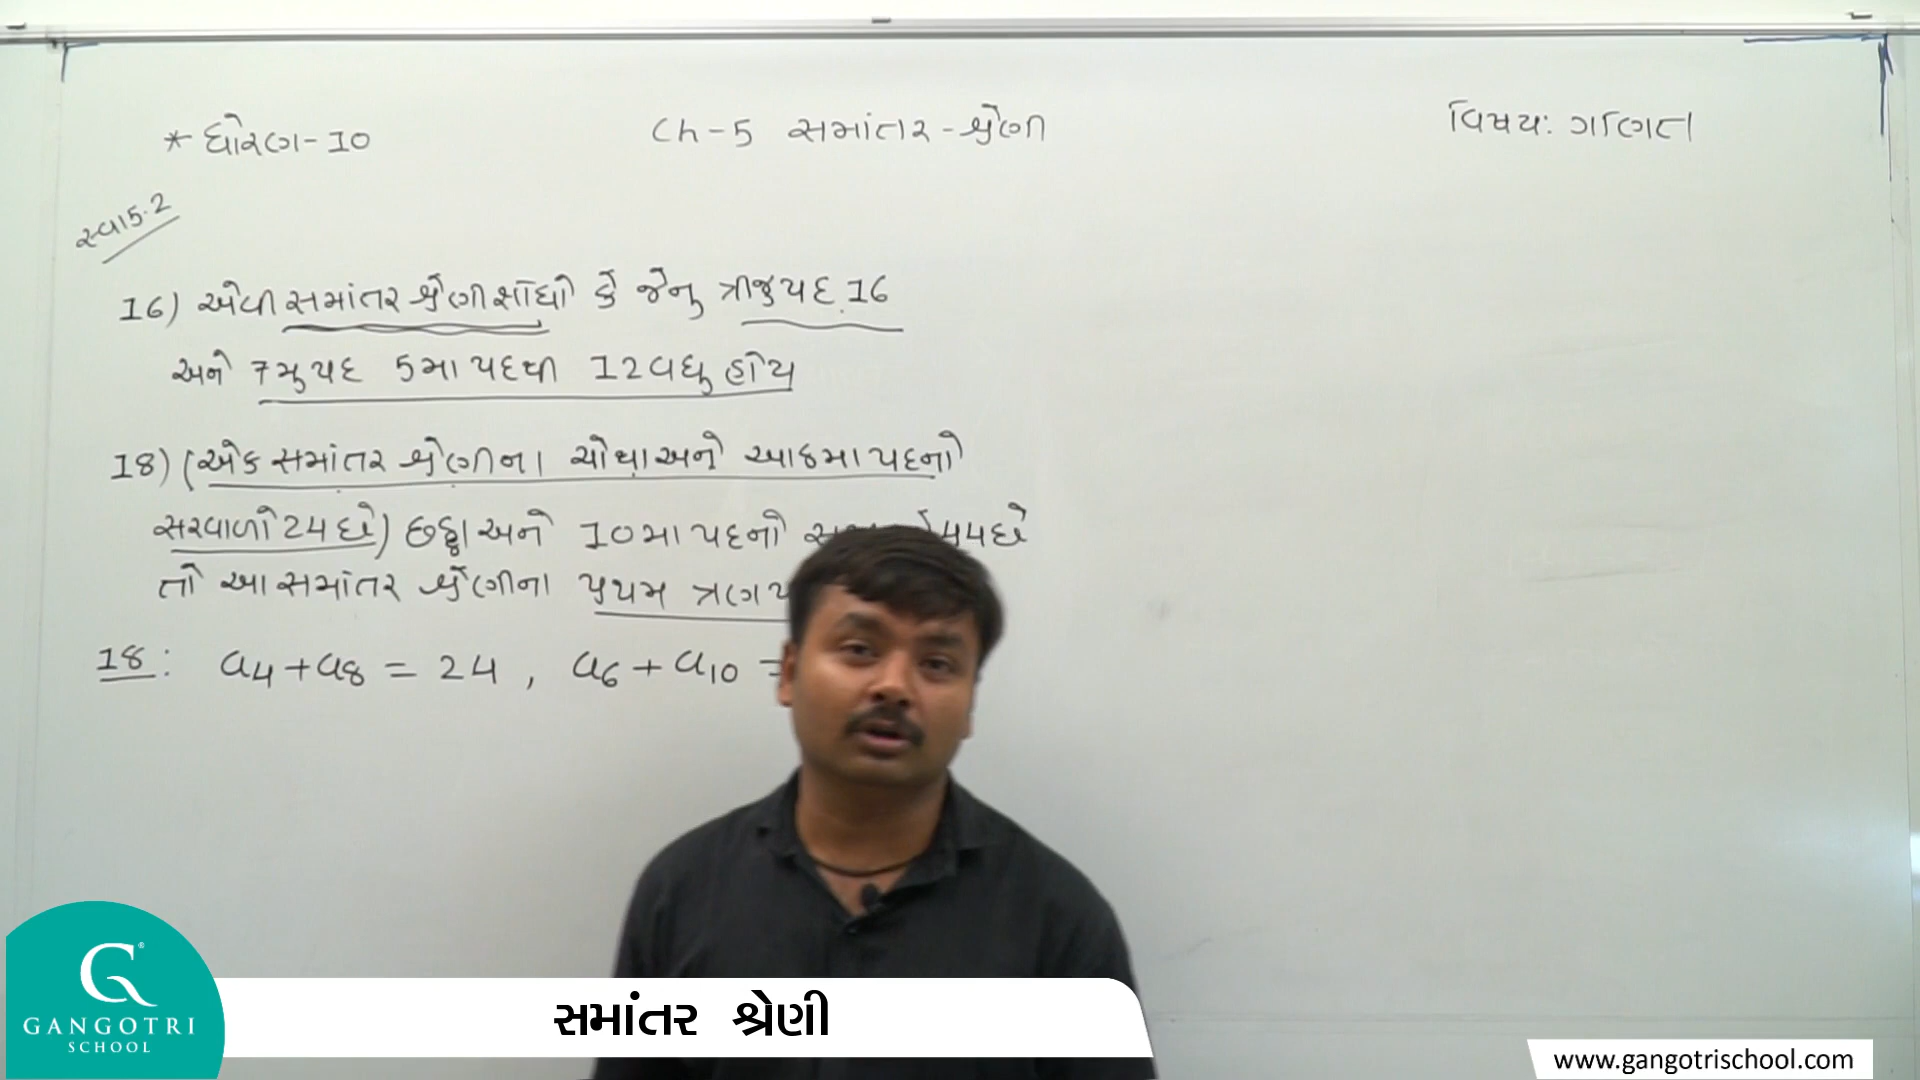 * ધોરણ-10
Ch-5 સમાંતર-શ્રેણી
વિષય: ગણિત
સ્વા 5.2
16) એવી સમાંતર શ્રેણી શોધો કે જેનુ ત્રીજુ પદ 16
અને 7મુ પદ 5મા પદથી 12 વધુ હોય
18) (એક સમાંતર શ્રેણીના ચોથા અને આઠમા પદનો
સરવાળો 24 છે) છઠ્ઠા અને 10મા પદનો 44 છે
તો આ સમાંતર શ્રેણીના પ્રથમ ત્રણ
18: a4 + a8 = 24 , a6 + a10 =
GANGOTRI
SCHOOL
સમાંતર શ્રેણી
www.gangotrischool.com